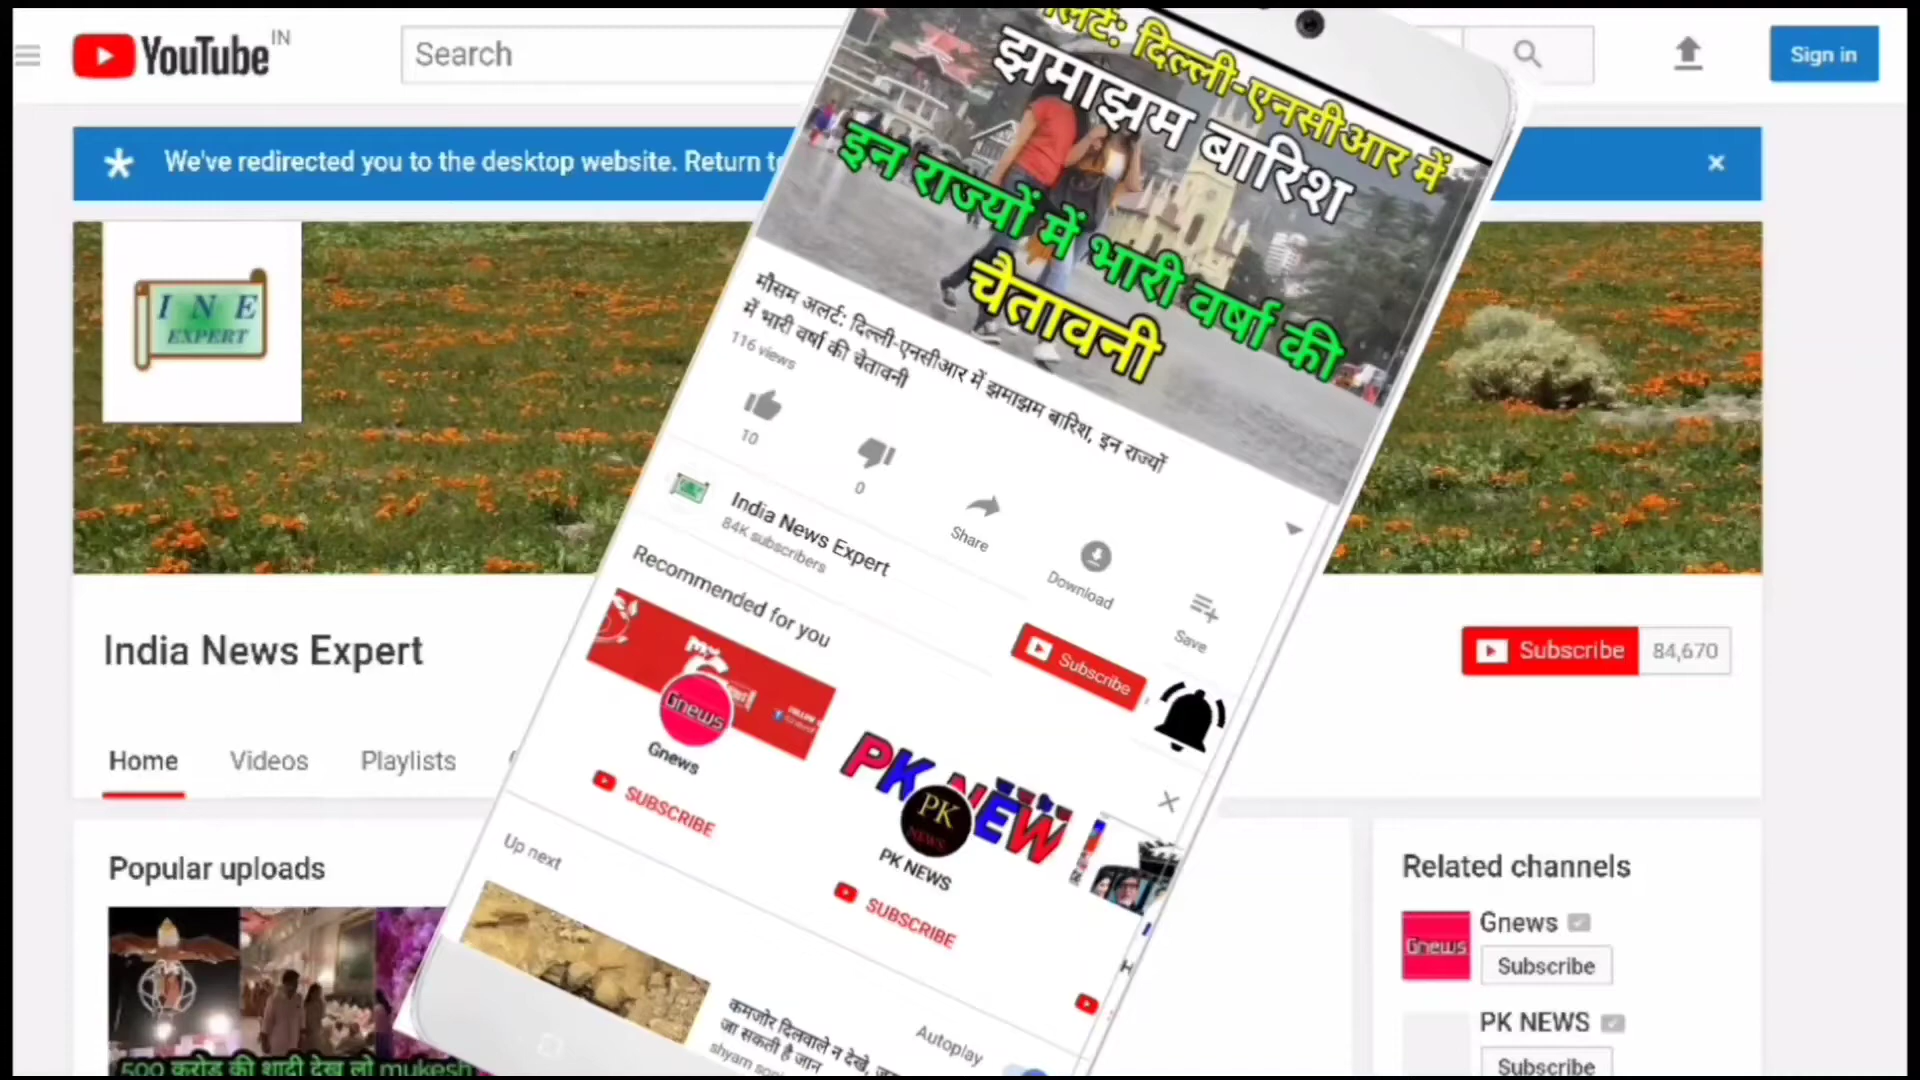 YouTube IN
Search
Sign in
We've redirected you to the desktop website. Return
I N E
EXPERT
India News Expert
Subscribe 84,670
Home Videos Playlists
Popular uploads
500 करोड़ की शादी देख लो mukesh
Related channels
Gnews
Gnews
Subscribe
PK NEWS
Subscribe
दिल्ली-एनसीआर में
झमाझम बारिश
इन राज्यों में भारी वर्षा की
चेतावनी
मौसम अलर्ट: दिल्ली-एनसीआर में झमाझम बारिश, इन राज्यों
में भारी वर्षा की चेतावनी
116 views
10
0
Share
Download
Save
India News Expert
84K subscribers
Subscribe
Recommended for you
Gnews
Gnews
SUBSCRIBE
PK NEW
PK
NEWS
PK NEWS
SUBSCRIBE
Up next
Autoplay
कमजोर दिलवाले न देखे,
जा सकती है जान
shyam